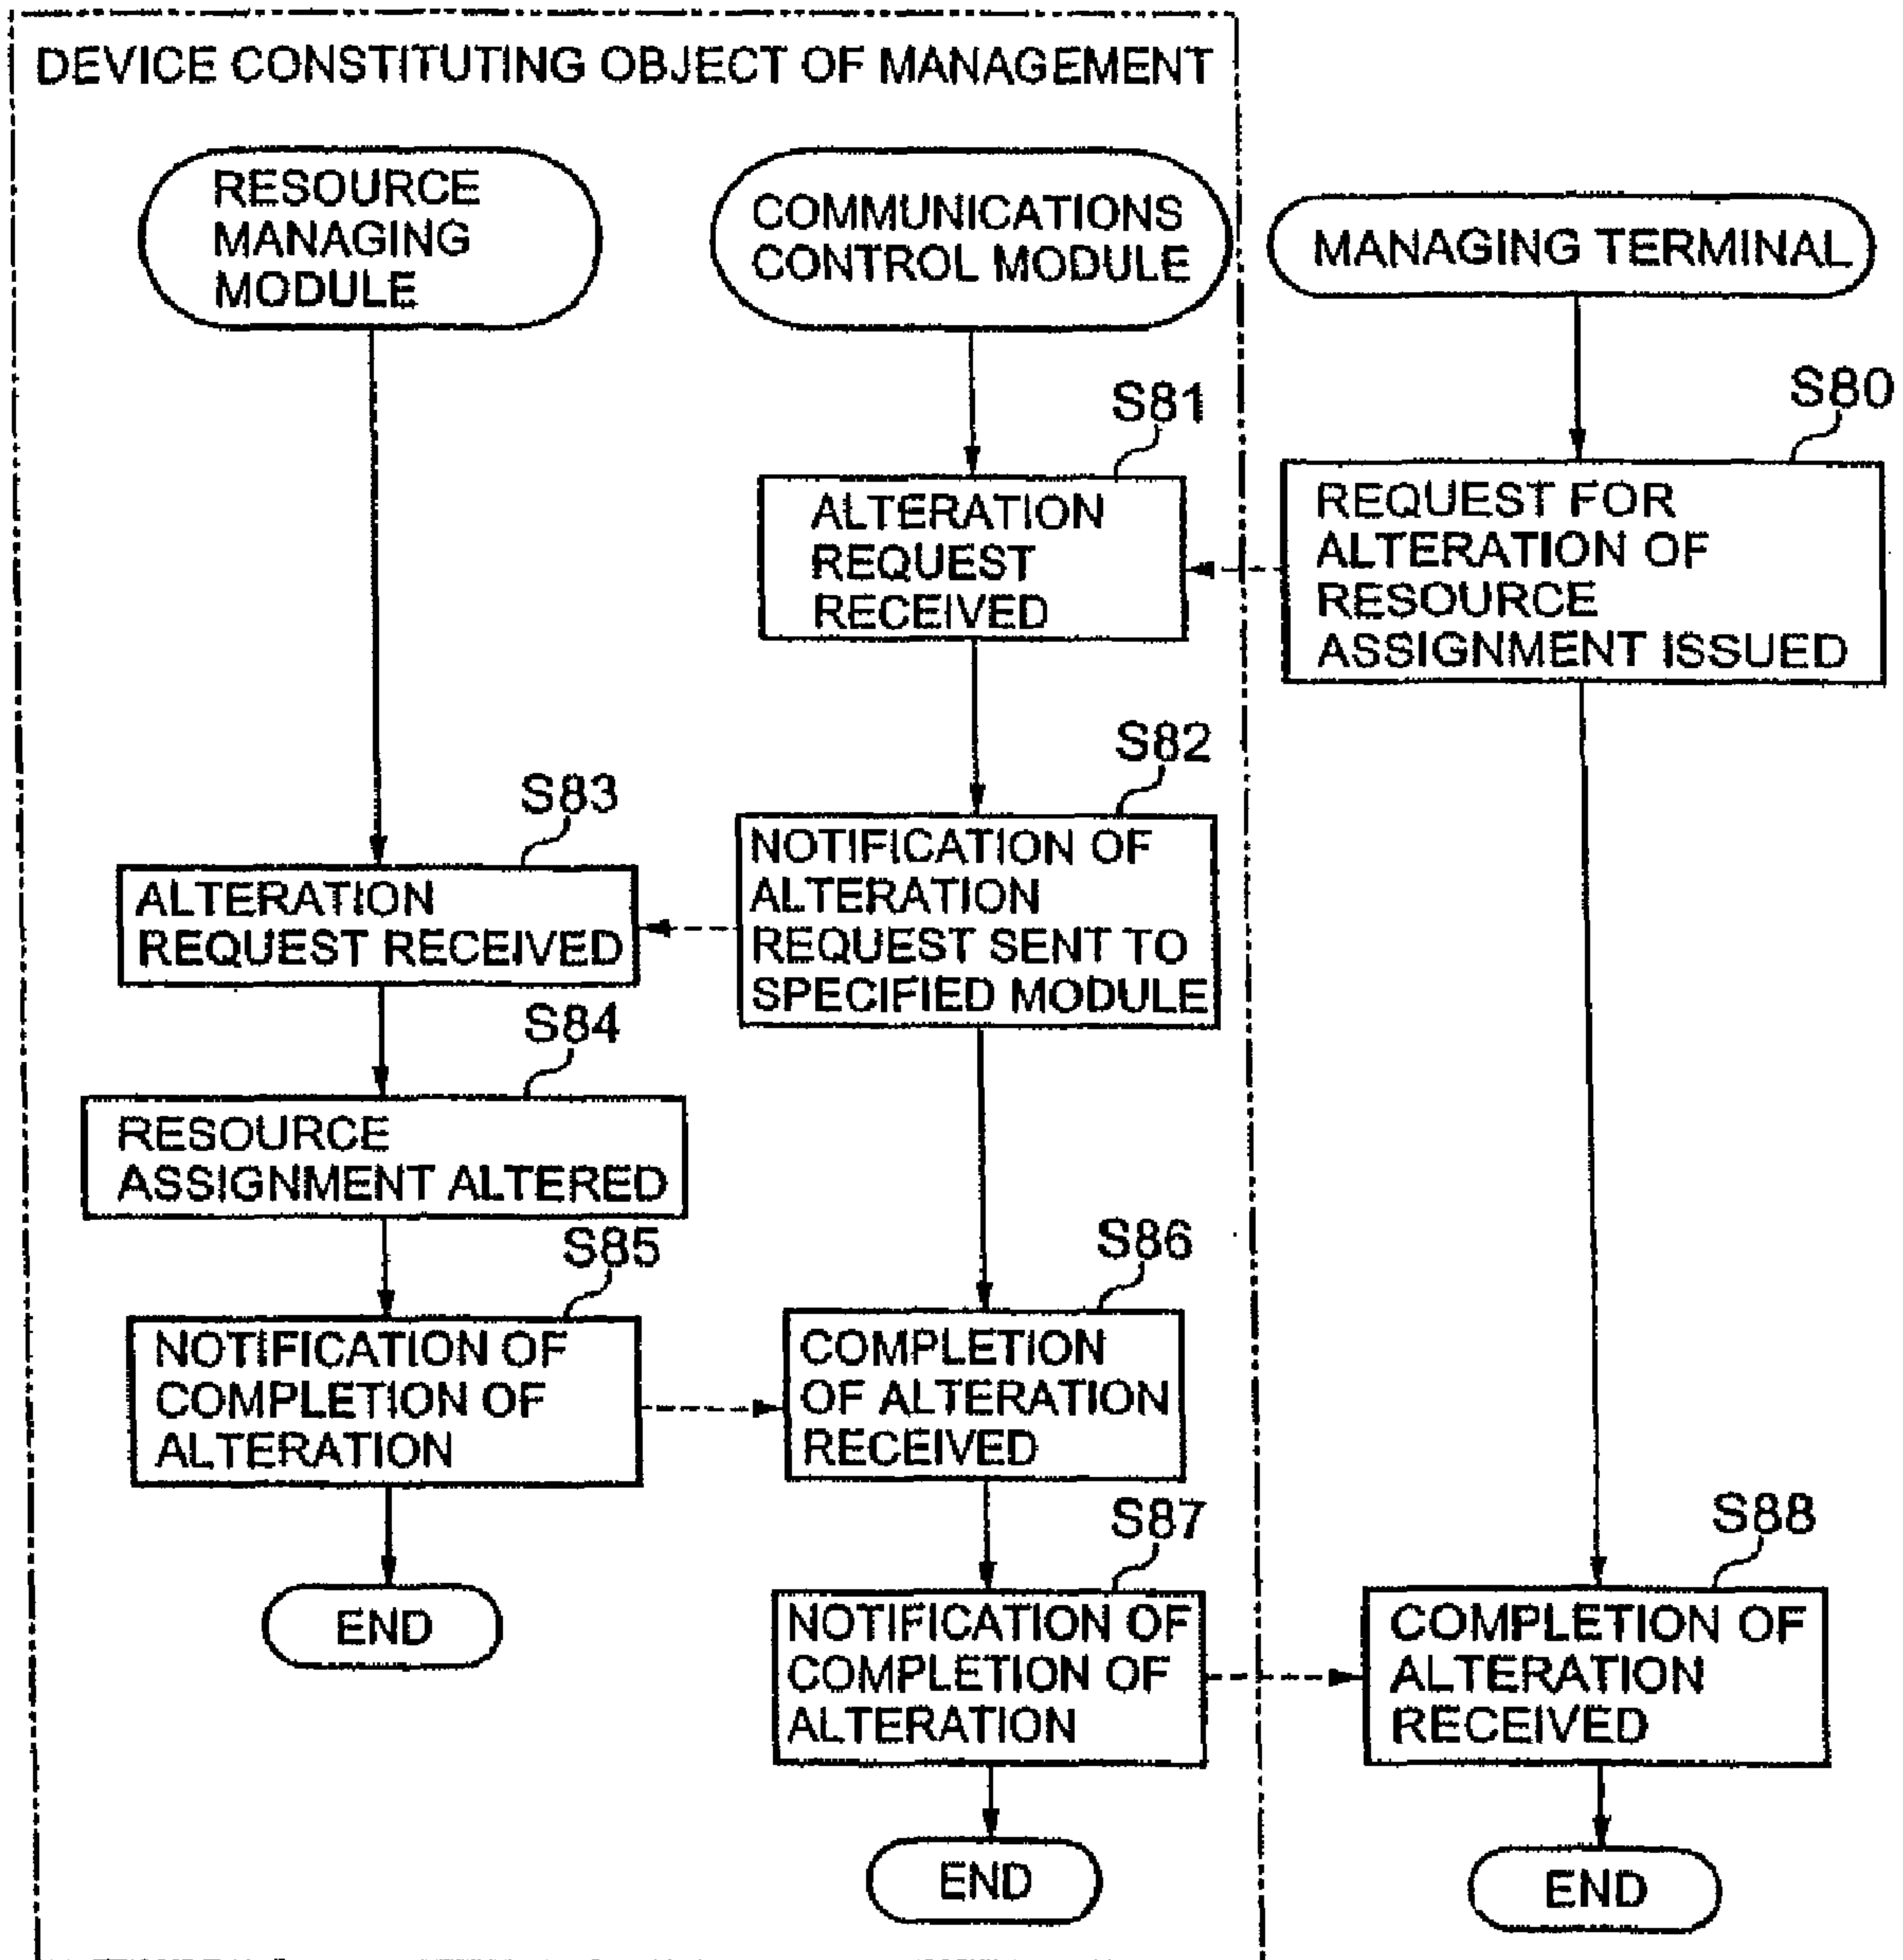 DEVICE CONSTITUTING OBJECT OF MANAGEMENT
RESOURCE
MANAGING
MODULE
COMMUNICATIONS
CONTROL MODULE
MANAGING TERMINAL
S80
REQUEST FOR
ALTERATION OF
RESOURCE
ASSIGNMENT ISSUED
S81
ALTERATION
REQUEST
RECEIVED
S82
NOTIFICATION OF
ALTERATION
REQUEST SENT TO
SPECIFIED MODULE
S83
ALTERATION
REQUEST RECEIVED
S84
RESOURCE
ASSIGNMENT ALTERED
S85
NOTIFICATION OF
COMPLETION OF
ALTERATION
END
S86
COMPLETION
OF ALTERATION
RECEIVED
S87
NOTIFICATION OF
COMPLETION OF
ALTERATION
END
S88
COMPLETION OF
ALTERATION
RECEIVED
END